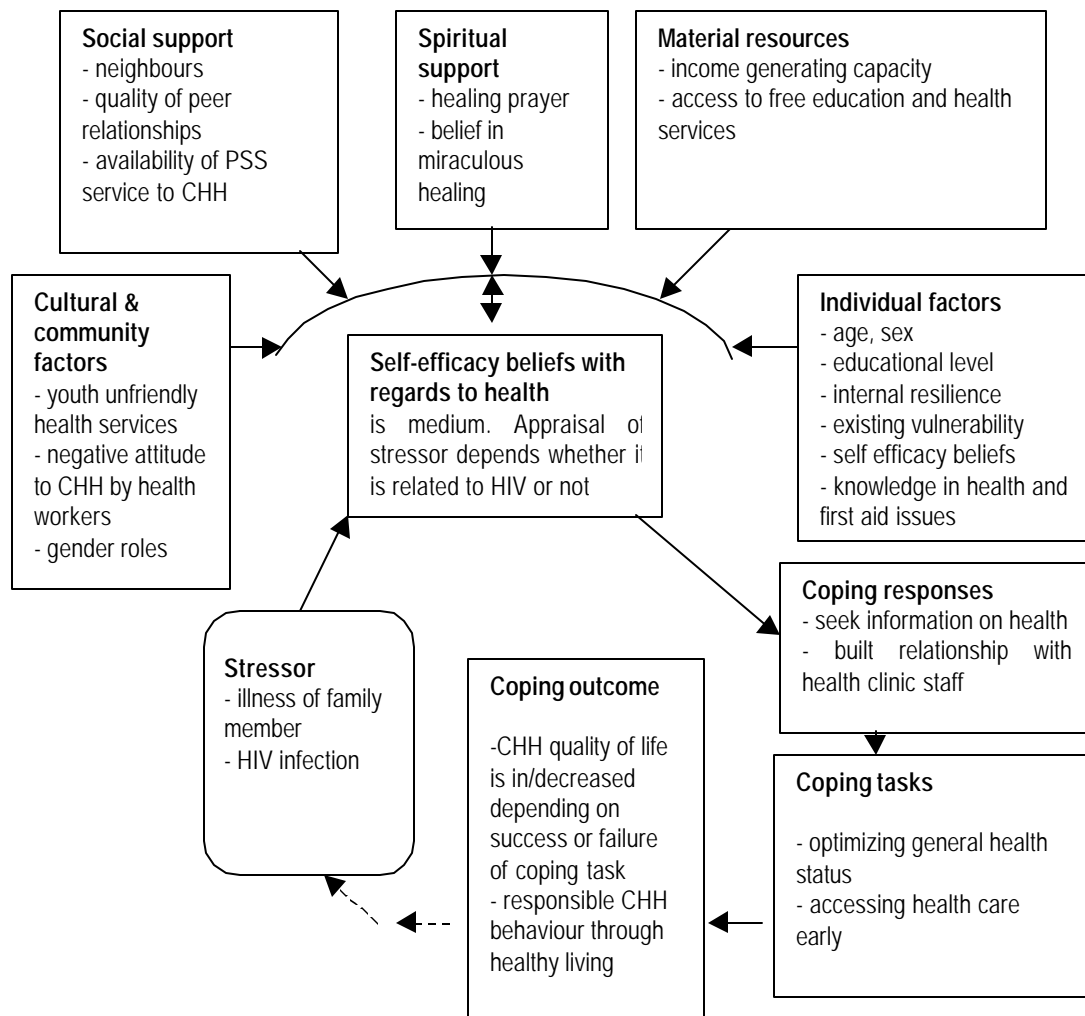 Social support
- neighbours
- quality of peer
relationships
- availability of PSS
service to CHH
Spiritual
support
- healing prayer
- belief in
miraculous
healing
Material resources
- income generating capacity
- access to free education and health
services
Cultural &
community
factors
- youth unfriendly
health services
- negative attitude
to CHH by health
workers
- gender roles
Self-efficacy beliefs with
regards to health
is medium. Appraisal of
stressor depends whether it
is related to HIV or not
Individual factors
- age, sex
- educational level
- internal resilience
- existing vulnerability
- self efficacy beliefs
- knowledge in health and
first aid issues
Coping responses
- seek information on health
- built relationship with
health clinic staff
Stressor
- illness of family
member
- HIV infection
Coping outcome
-CHH quality of life
is in/decreased
depending on
success or failure
of coping task
- responsible CHH
behaviour through
healthy living
Coping tasks
- optimizing general health
status
- accessing health care
early